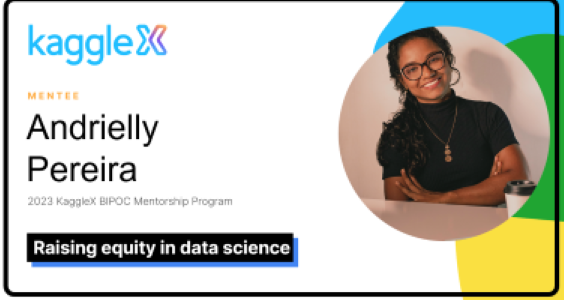 kaggleX
MENTEE
Andrielly
Pereira
2023 KaggleX BIPOC Mentorship Program
Raising equity in data science